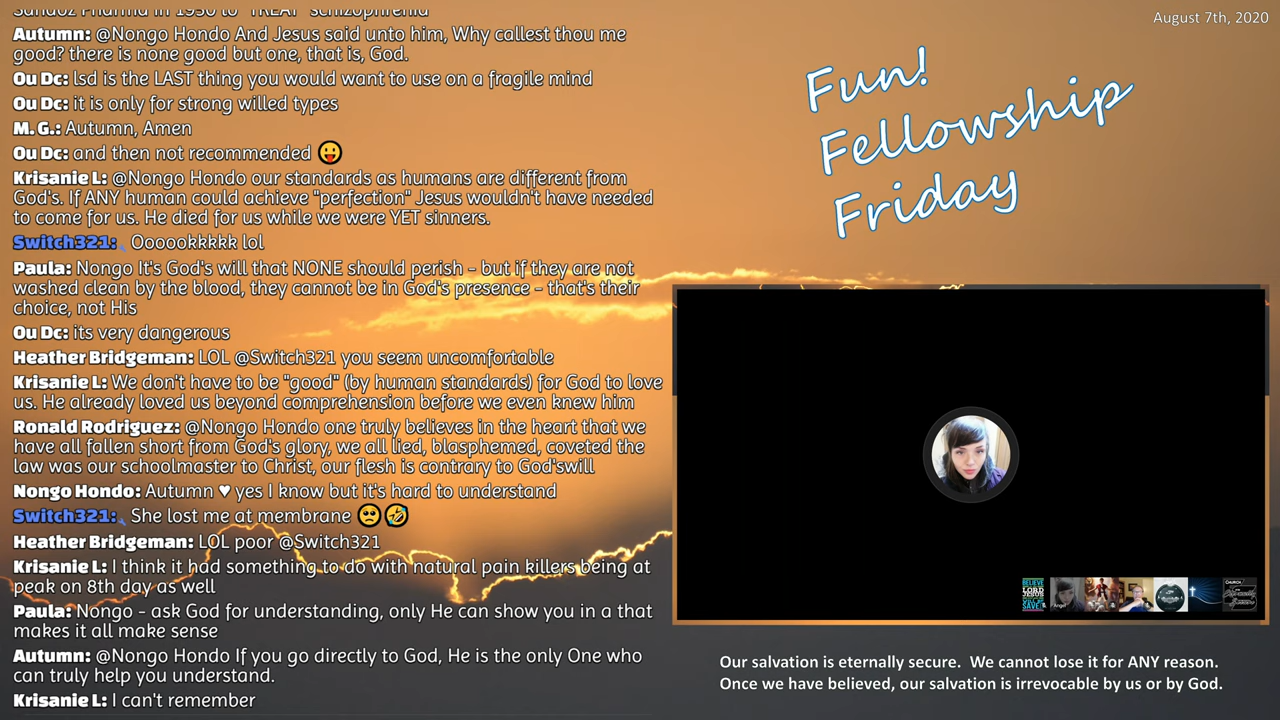 Sandoz Pharma in 1950 to "TREAT" schizophrenia
Autumn: @Nongo Hondo And Jesus said unto him, Why callest thou me
good? there is none good but one, that is, God.
Ou Dc: lsd is the LAST thing you would want to use on a fragile mind
Ou Dc: it is only for strong willed types
M. G.: Autumn, Amen
Ou Dc: and then not recommended 😛
Krisanie L: @Nongo Hondo our standards as humans are different from
God's. If ANY human could achieve "perfection" Jesus wouldn't have needed
to come for us. He died for us while we were YET sinners.
Switch321: Oooookkkkk lol
Paula: Nongo It's God's will that NONE should perish - but if they are not
washed clean by the blood, they cannot be in God's presence - that's their
choice, not His
Ou Dc: its very dangerous
Heather Bridgeman: LOL @Switch321 you seem uncomfortable
Krisanie L: We don't have to be "good" (by human standards) for God to love
us. He already loved us beyond comprehension before we even knew him
Ronald Rodriguez: @Nongo Hondo one truly believes in the heart that we
have all fallen short from God's glory, we all lied, blasphemed, coveted the
law was our schoolmaster to Christ, our flesh is contrary to God'swill
Nongo Hondo: Autumn ♥ yes I know but it's hard to understand
Switch321: She lost me at membrane 🥺🤣
Heather Bridgeman: LOL poor @Switch321
Krisanie L: I think it had something to do with natural pain killers being at
peak on 8th day as well
Paula: Nongo - ask God for understanding, only He can show you in a that
makes it all make sense
Autumn: @Nongo Hondo If you go directly to God, He is the only One who
can truly help you understand.
Krisanie L: I can't remember
August 7th, 2020
Fun!
Fellowship
Friday
BELIEVE
LORD
JESUS
SAVE
Angel
CHURCH
Our salvation is eternally secure. We cannot lose it for ANY reason.
Once we have believed, our salvation is irrevocable by us or by God.